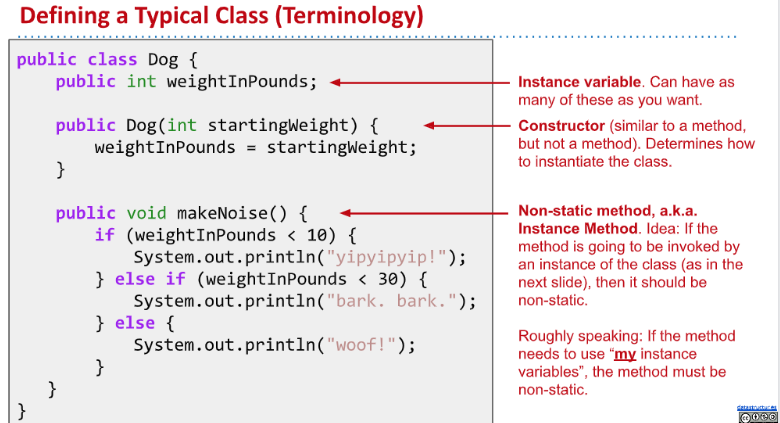 Defining a Typical Class (Terminology)
public class Dog {
    public int weightInPounds;
    public Dog(int startingWeight) {
        weightInPounds = startingWeight;
    }
    public void makeNoise() {
        if (weightInPounds < 10) {
            System.out.println("yipyipyip!");
        } else if (weightInPounds < 30) {
            System.out.println("bark. bark.");
        } else {
            System.out.println("woof!");
        }
    }
}
Instance variable. Can have as
many of these as you want.
Constructor (similar to a method,
but not a method). Determines how
to instantiate the class.
Non-static method, a.k.a.
Instance Method. Idea: If the
method is going to be invoked by
an instance of the class (as in the
next slide), then it should be
non-static.
Roughly speaking: If the method
needs to use “my instance
variables”, the method must be
non-static.